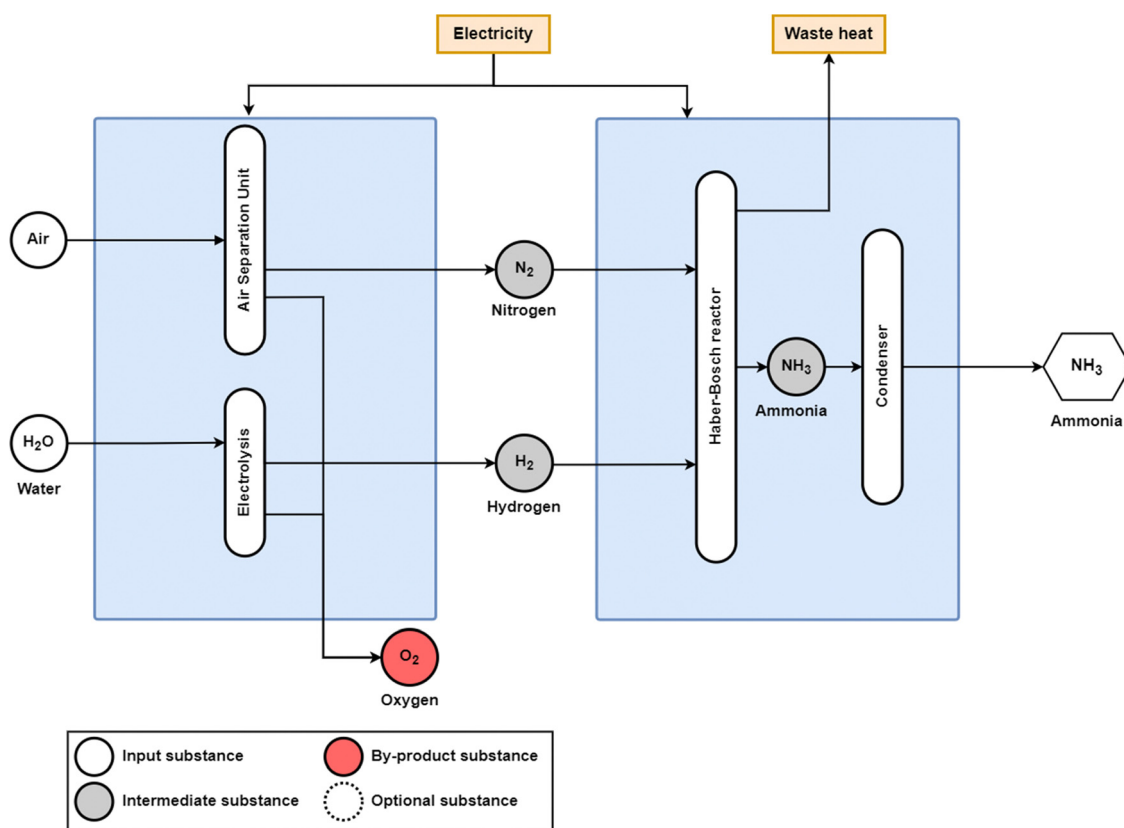 Electricity
Waste heat
Air Separation Unit
Air
N₂
Nitrogen
Haber-Bosch reactor
Condenser
NH₃
Ammonia
NH₃
Ammonia
H₂O
Water
Electrolysis
H₂
Hydrogen
O₂
Oxygen
Input substance
By-product substance
Intermediate substance
Optional substance